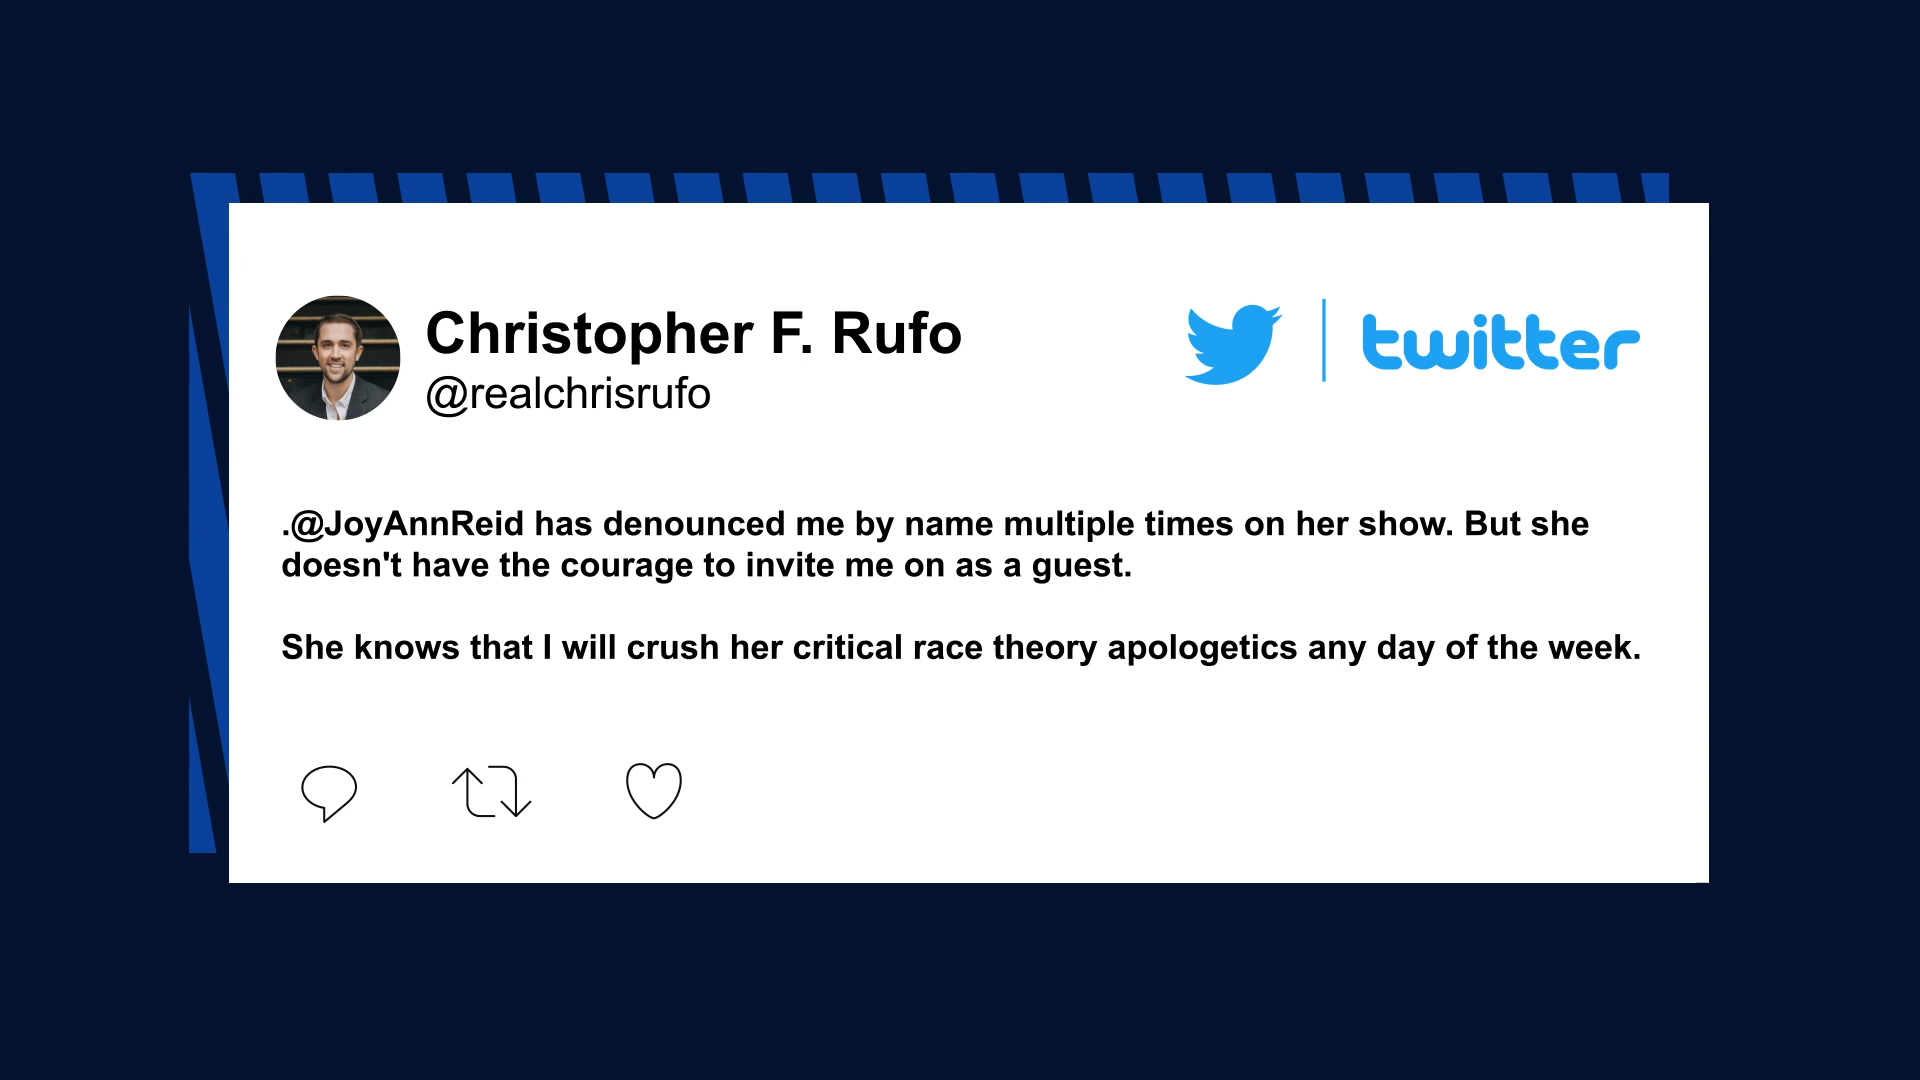 Christopher F. Rufo
@realchrisrufo
twitter
.@JoyAnnReid has denounced me by name multiple times on her show. But she
doesn't have the courage to invite me on as a guest.
She knows that I will crush her critical race theory apologetics any day of the week.